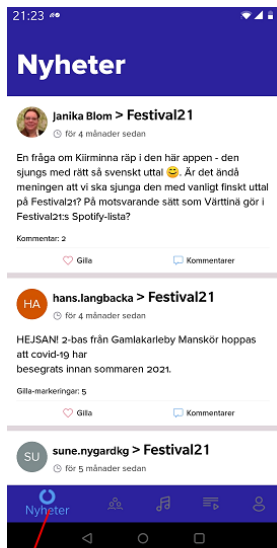 21:23
Nyheter
Janika Blom > Festival21
för 4 månader sedan
En fråga om Kiirminna räp i den här appen - den
sjungs med rätt så svenskt uttal 😊. Är det ändå
meningen att vi ska sjunga den med vanligt finskt uttal
på Festival21? På motsvarande sätt som Värttinä gör i
Festival21:s Spotify-lista?
Kommentar: 2
Gilla
Kommentarer
HA
hans.langbacka > Festival21
för 4 månader sedan
HEJSAN! 2-bas från Gamlakarleby Manskör hoppas
att covid-19 har
besegrats innan sommaren 2021.
Gilla-markeringar: 5
Gilla
Kommentarer
SU
sune.nygardkg > Festival21
för 5 månader sedan
Nyheter